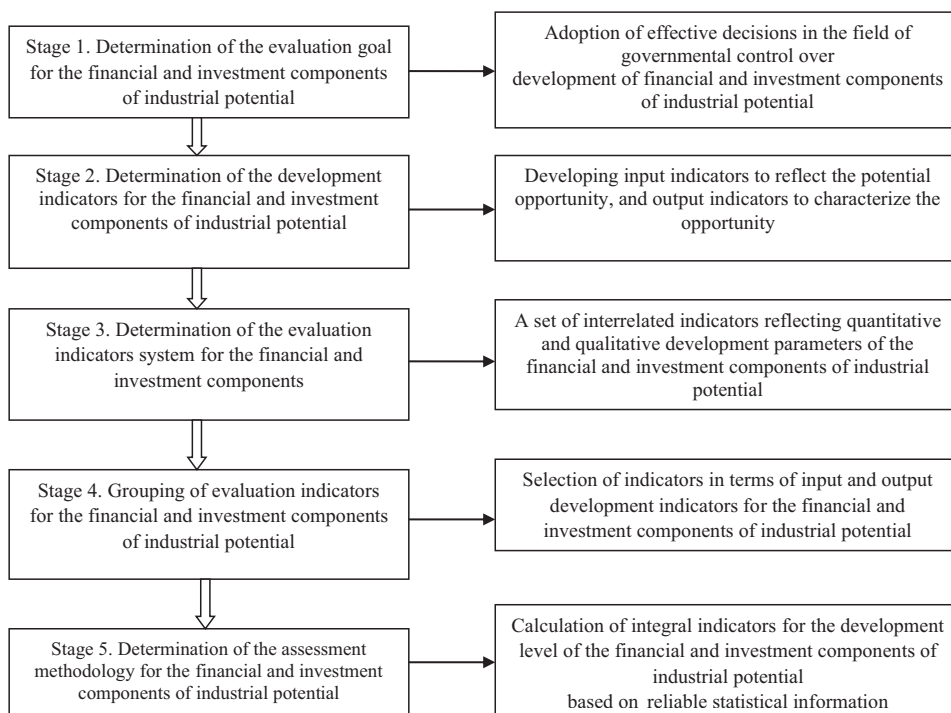 Stage 1. Determination of the evaluation goal
for the financial and investment components
of industrial potential
Adoption of effective decisions in the field of
governmental control over
development of financial and investment components
of industrial potential
Stage 2. Determination of the development
indicators for the financial and investment
components of industrial potential
Developing input indicators to reflect the potential
opportunity, and output indicators to characterize the
opportunity
Stage 3. Determination of the evaluation
indicators system for the financial and
investment components
A set of interrelated indicators reflecting quantitative
and qualitative development parameters of the
financial and investment components of industrial
potential
Stage 4. Grouping of evaluation indicators
for the financial and investment components
of industrial potential
Selection of indicators in terms of input and output
development indicators for the financial and
investment components of industrial potential
Stage 5. Determination of the assessment
methodology for the financial and investment
components of industrial potential
Calculation of integral indicators for the development
level of the financial and investment components of
industrial potential
based on reliable statistical information